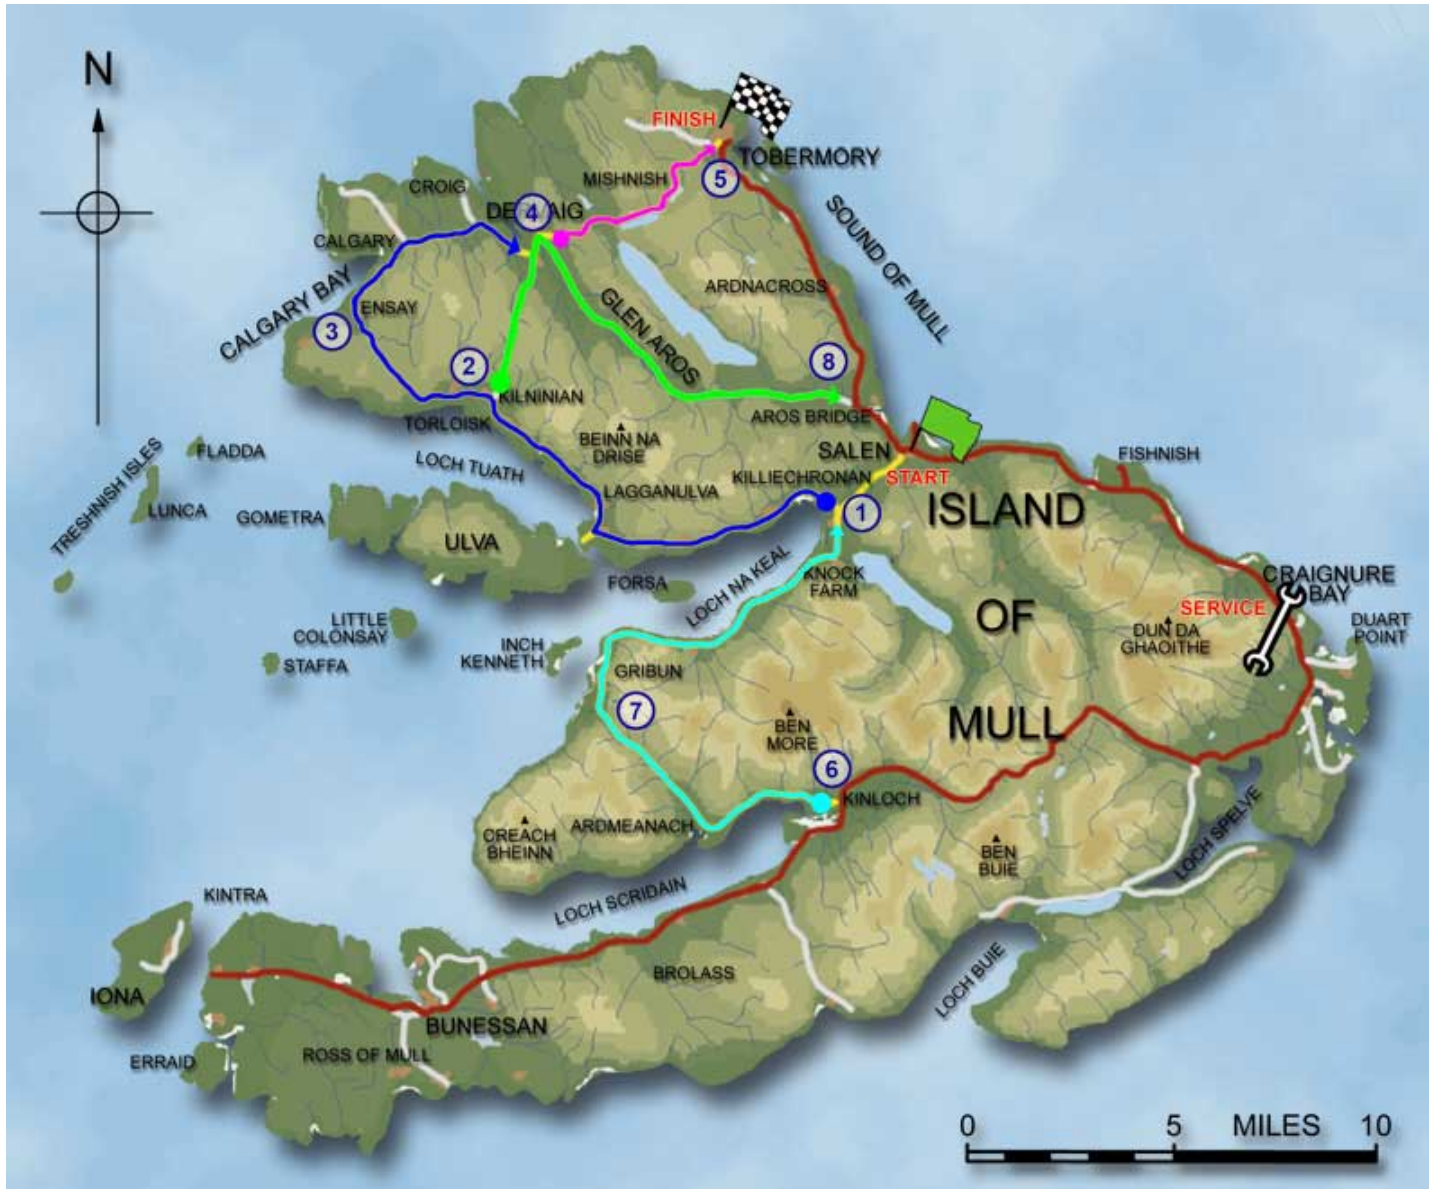 N
FINISH
TOBERMORY
MISHNISH
5
CROIG
DERVAIG
4
SOUND OF MULL
CALGARY
CALGARY BAY
ENSAY
3
ARDNACROSS
GLEN AROS
2
8
KILNINIAN
TORLOISK
AROS BRIDGE
BEINN NA
DRISE
SALEN
START
FISHNISH
TRESHNISH ISLES
FLADDA
LUNCA
LOCH TUATH
LAGGANULVA
KILLIECHRONAN
1
GOMETRA
ULVA
ISLAND
OF
MULL
FORSA
LOCH NA KEAL
KNOCK
FARM
CRAIGNURE
BAY
SERVICE
DUART
POINT
DUN DA
GHAOITHE
LITTLE
COLONSAY
STAFFA
INCH
KENNETH
GRIBUN
7
BEN
MORE
6
KINLOCH
CREACH
BHEINN
ARDMEANACH
BEN
BUIE
LOCH SPELVE
LOCH SCRIDAIN
KINTRA
IONA
BROLASS
LOCH BUIE
BUNESSAN
ERRAID
ROSS OF MULL
0 5 MILES 10